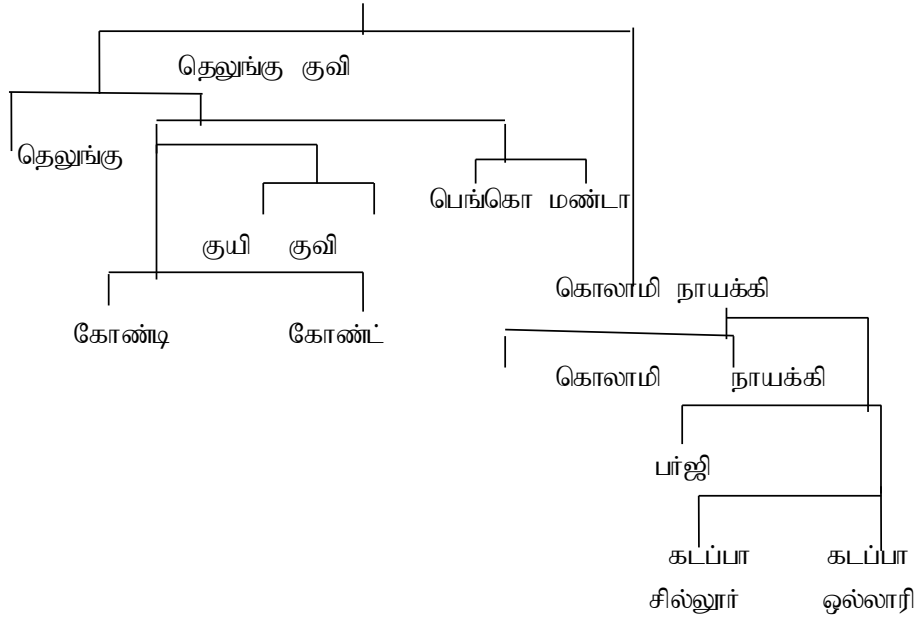 தெலுங்கு குவி
தெலுங்கு
பெங்கொ மண்டா
குயி குவி
கொலாமி நாயக்கி
கோண்டி கோண்ட்
கொலாமி நாயக்கி
பர்ஜி
கடப்பா கடப்பா
சில்லூர் ஒல்லாரி